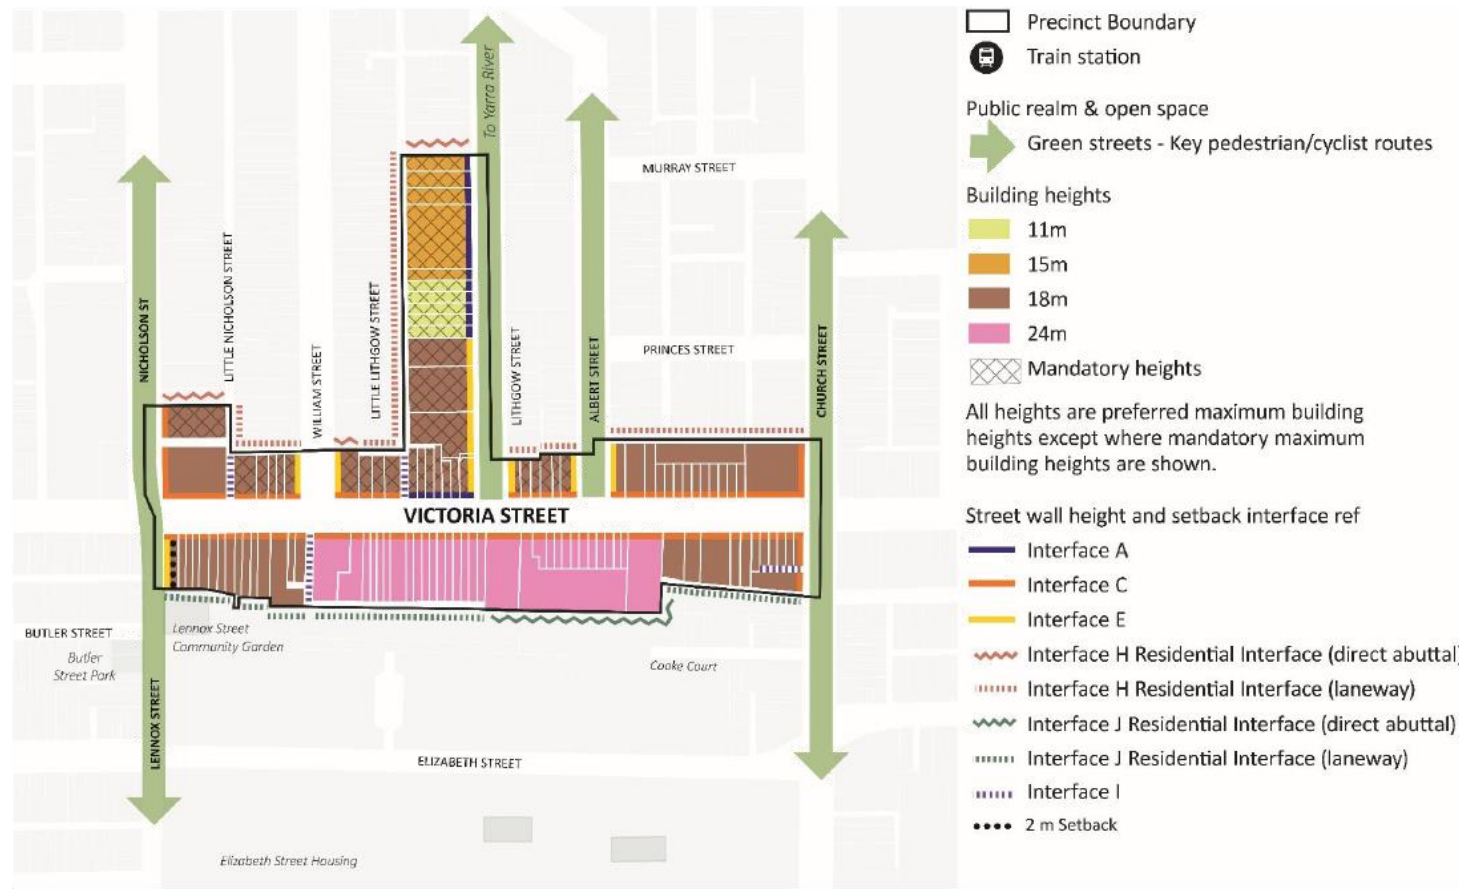 To Yarra River
MURRAY STREET
NICHOLSON ST
LITTLE NICHOLSON STREET
WILLIAM STREET
LITTLE LITHGOW STREET
LITHGOW STREET
ALBERT STREET
PRINCES STREET
CHURCH STREET
VICTORIA STREET
BUTLER STREET
Butler
Street Park
Lennox Street
Community Garden
Cooke Court
LENNOX STREET
ELIZABETH STREET
Elizabeth Street Housing
Precinct Boundary
Train station
Public realm & open space
Green streets - Key pedestrian/cyclist routes
Building heights
11m
15m
18m
24m
Mandatory heights
All heights are preferred maximum building
heights except where mandatory maximum
building heights are shown.
Street wall height and setback interface ref
Interface A
Interface C
Interface E
Interface H Residential Interface (direct abuttal)
Interface H Residential Interface (laneway)
Interface J Residential Interface (direct abuttal)
Interface J Residential Interface (laneway)
Interface I
2 m Setback